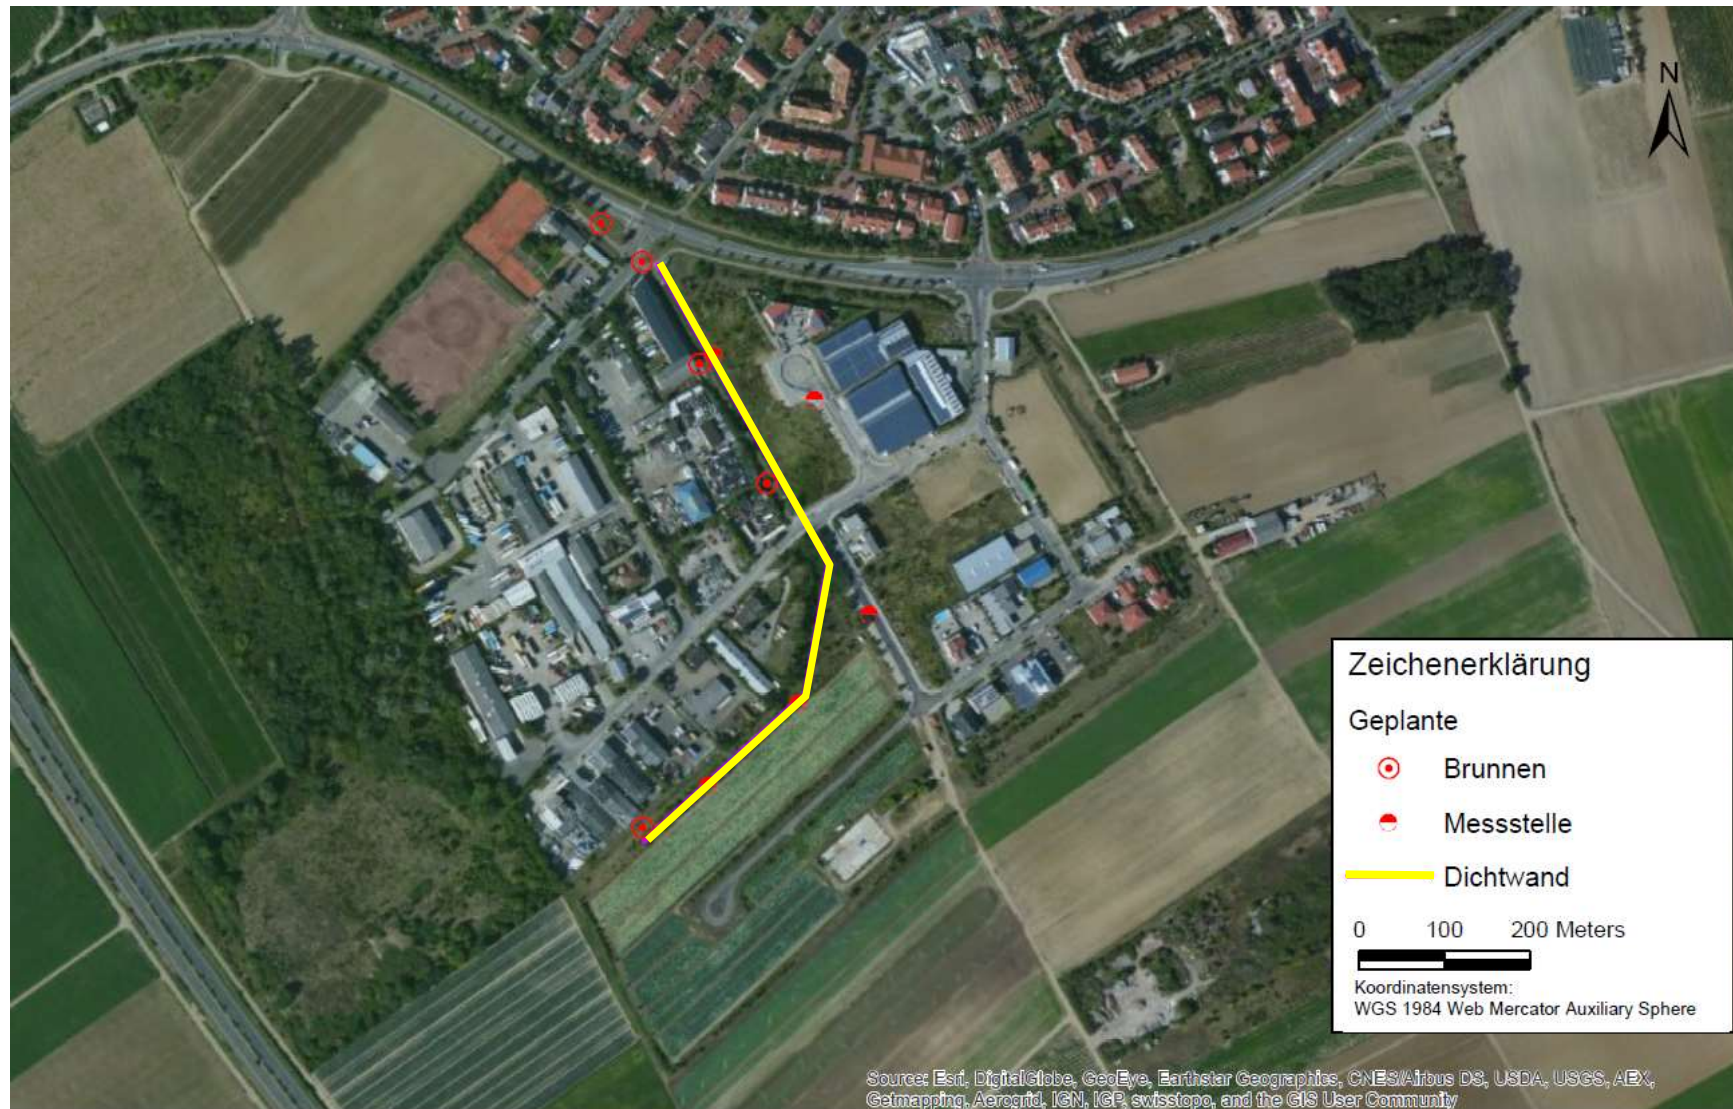 N
Zeichenerklärung
Geplante
Brunnen
Messstelle
Dichtwand
0 100 200 Meters
Koordinatensystem:
WGS 1984 Web Mercator Auxiliary Sphere
Source: Esri, DigitalGlobe, GeoEye, Earthstar Geographics, CNES/Airbus DS, USDA, USGS, AEX,
Getmapping, Aerogrid, IGN, IGP, swisstopo, and the GIS User Community